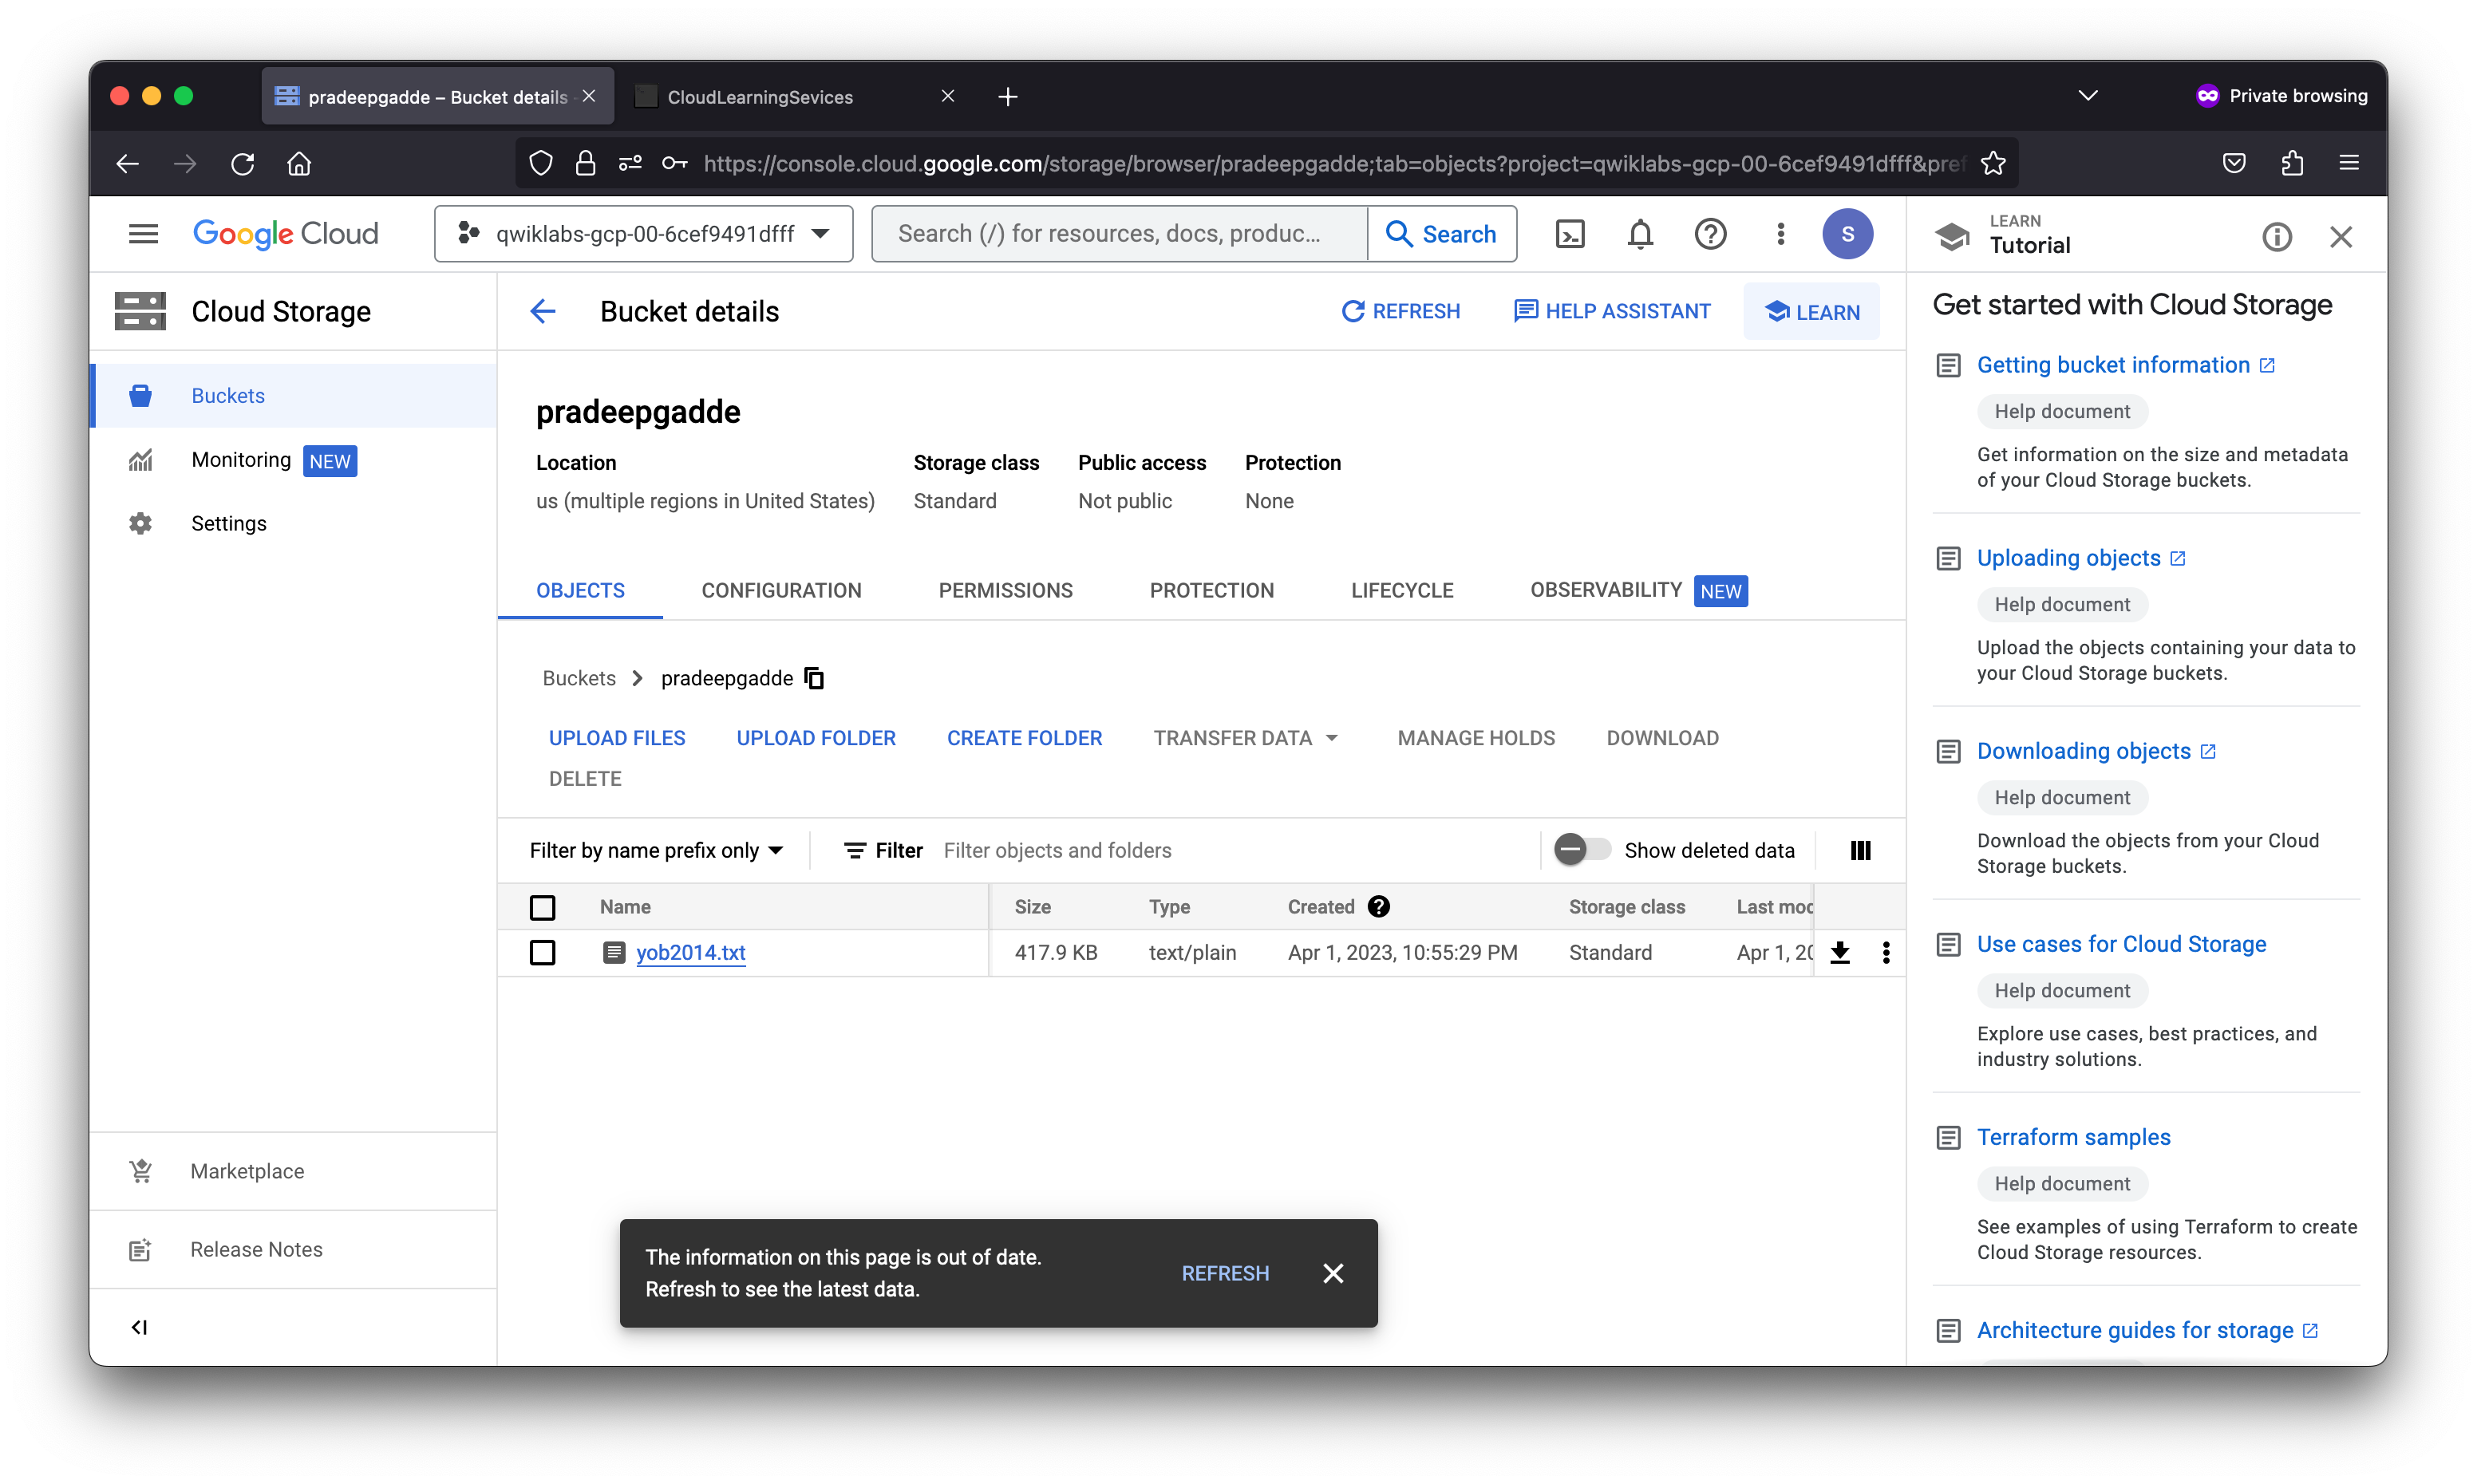 pradeepgadde – Bucket details
CloudLearningSevices
Private browsing
https://console.cloud.google.com/storage/browser/pradeepgadde;tab=objects?project=qwiklabs-gcp-00-6cef9491dfff&pref
Google Cloud
qwiklabs-gcp-00-6cef9491dfff
Search (/) for resources, docs, produc...
Search
S
LEARN
Tutorial
Cloud Storage
Buckets
Monitoring NEW
Settings
Marketplace
Release Notes
Bucket details
REFRESH
HELP ASSISTANT
LEARN
pradeepgadde
Location
Storage class
Public access
Protection
us (multiple regions in United States)
Standard
Not public
None
OBJECTS
CONFIGURATION
PERMISSIONS
PROTECTION
LIFECYCLE
OBSERVABILITY NEW
Buckets
pradeepgadde
UPLOAD FILES
UPLOAD FOLDER
CREATE FOLDER
TRANSFER DATA
MANAGE HOLDS
DOWNLOAD
DELETE
Filter by name prefix only
Filter
Filter objects and folders
Show deleted data
Name
Size
Type
Created
Storage class
Last mod
yob2014.txt
417.9 KB
text/plain
Apr 1, 2023, 10:55:29 PM
Standard
Apr 1, 20
The information on this page is out of date.
Refresh to see the latest data.
REFRESH
Get started with Cloud Storage
Getting bucket information
Help document
Get information on the size and metadata
of your Cloud Storage buckets.
Uploading objects
Help document
Upload the objects containing your data to
your Cloud Storage buckets.
Downloading objects
Help document
Download the objects from your Cloud
Storage buckets.
Use cases for Cloud Storage
Help document
Explore use cases, best practices, and
industry solutions.
Terraform samples
Help document
See examples of using Terraform to create
Cloud Storage resources.
Architecture guides for storage